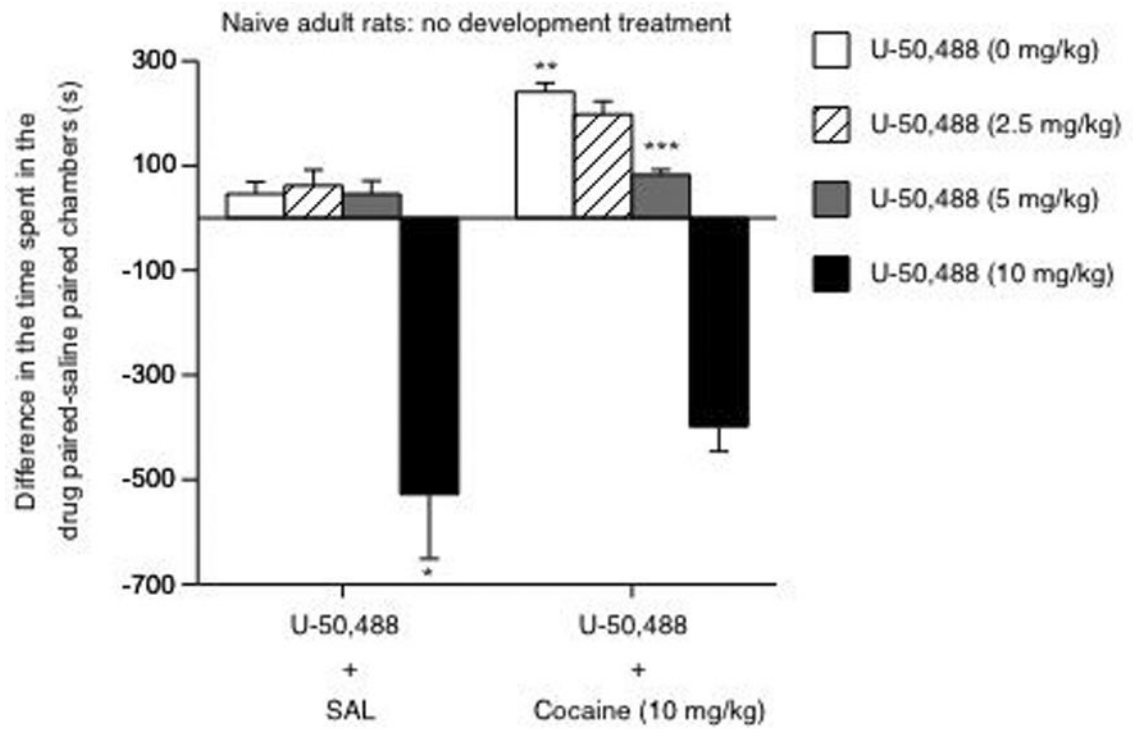 Naive adult rats: no development treatment
Difference in the time spent in the
drug paired-saline paired chambers (s)
300
100
-100
-300
-500
-700
**
***
*
U-50,488
+
SAL
U-50,488
+
Cocaine (10 mg/kg)
U-50,488 (0 mg/kg)
U-50,488 (2.5 mg/kg)
U-50,488 (5 mg/kg)
U-50,488 (10 mg/kg)